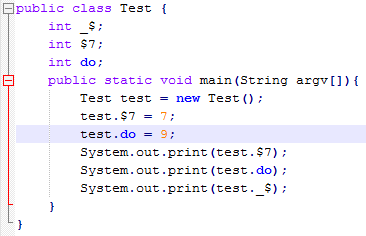 public class Test {
int _$;
int $7;
int do;
public static void main(String argv[]){
Test test = new Test();
test.$7 = 7;
test.do = 9;
System.out.print(test.$7);
System.out.print(test.do);
System.out.print(test._$);
}
}